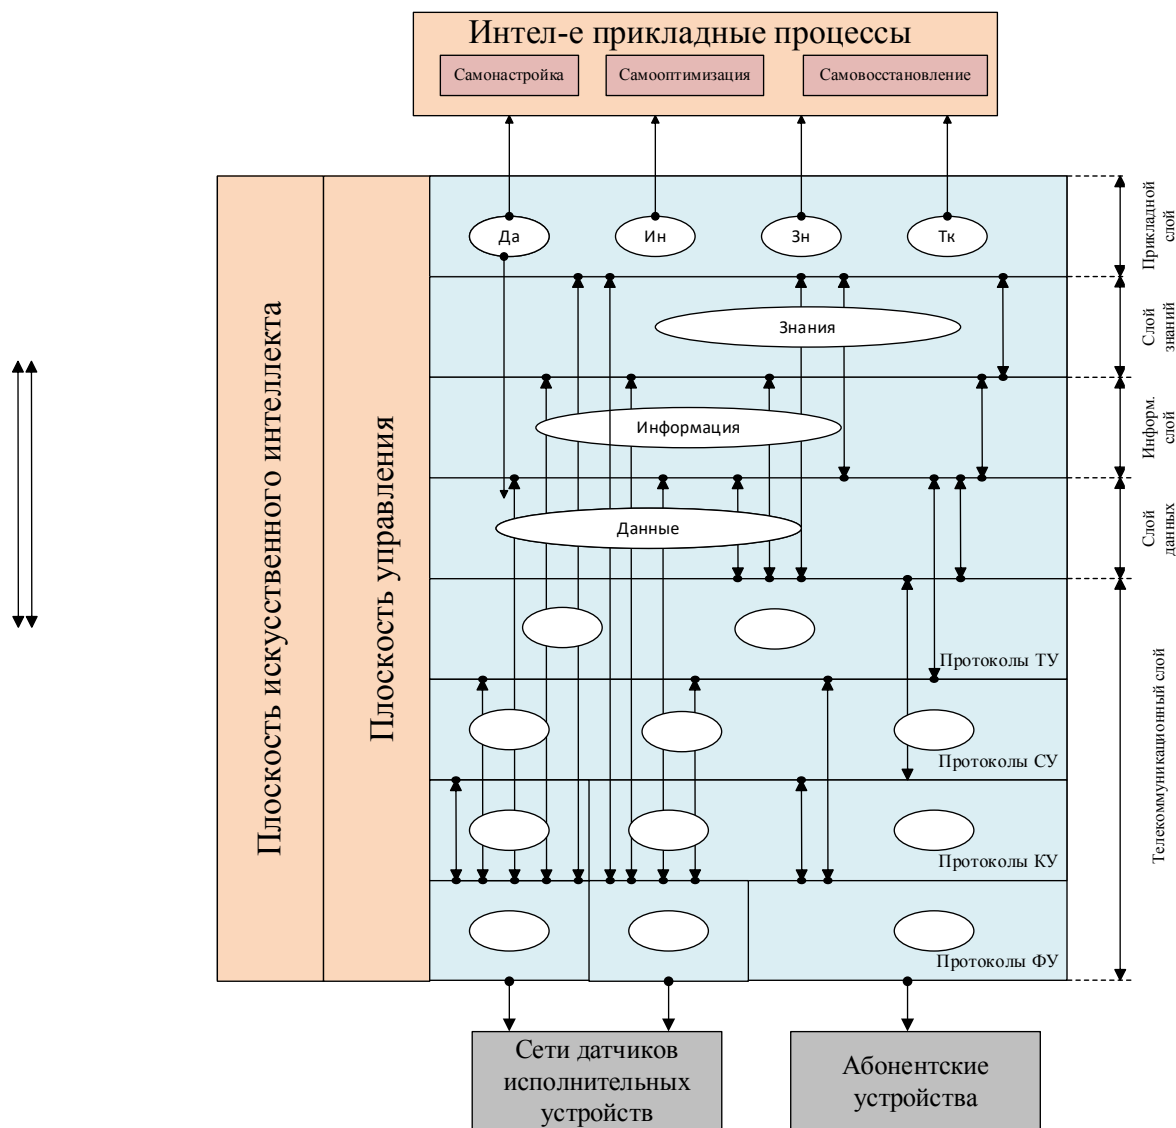 Интел-е прикладные процессы
Самонастройка
Самооптимизация
Самовосстановление
Плоскость искусственного интеллекта
Плоскость управления
Да
Ин
Зн
Тк
Прикладной
слой
Знания
Слой
знаний
Информация
Информ.
слой
Данные
Слой
данных
Протоколы ТУ
Протоколы СУ
Протоколы КУ
Протоколы ФУ
Телекоммуникационный слой
Сети датчиков
исполнительных
устройств
Абонентские
устройства